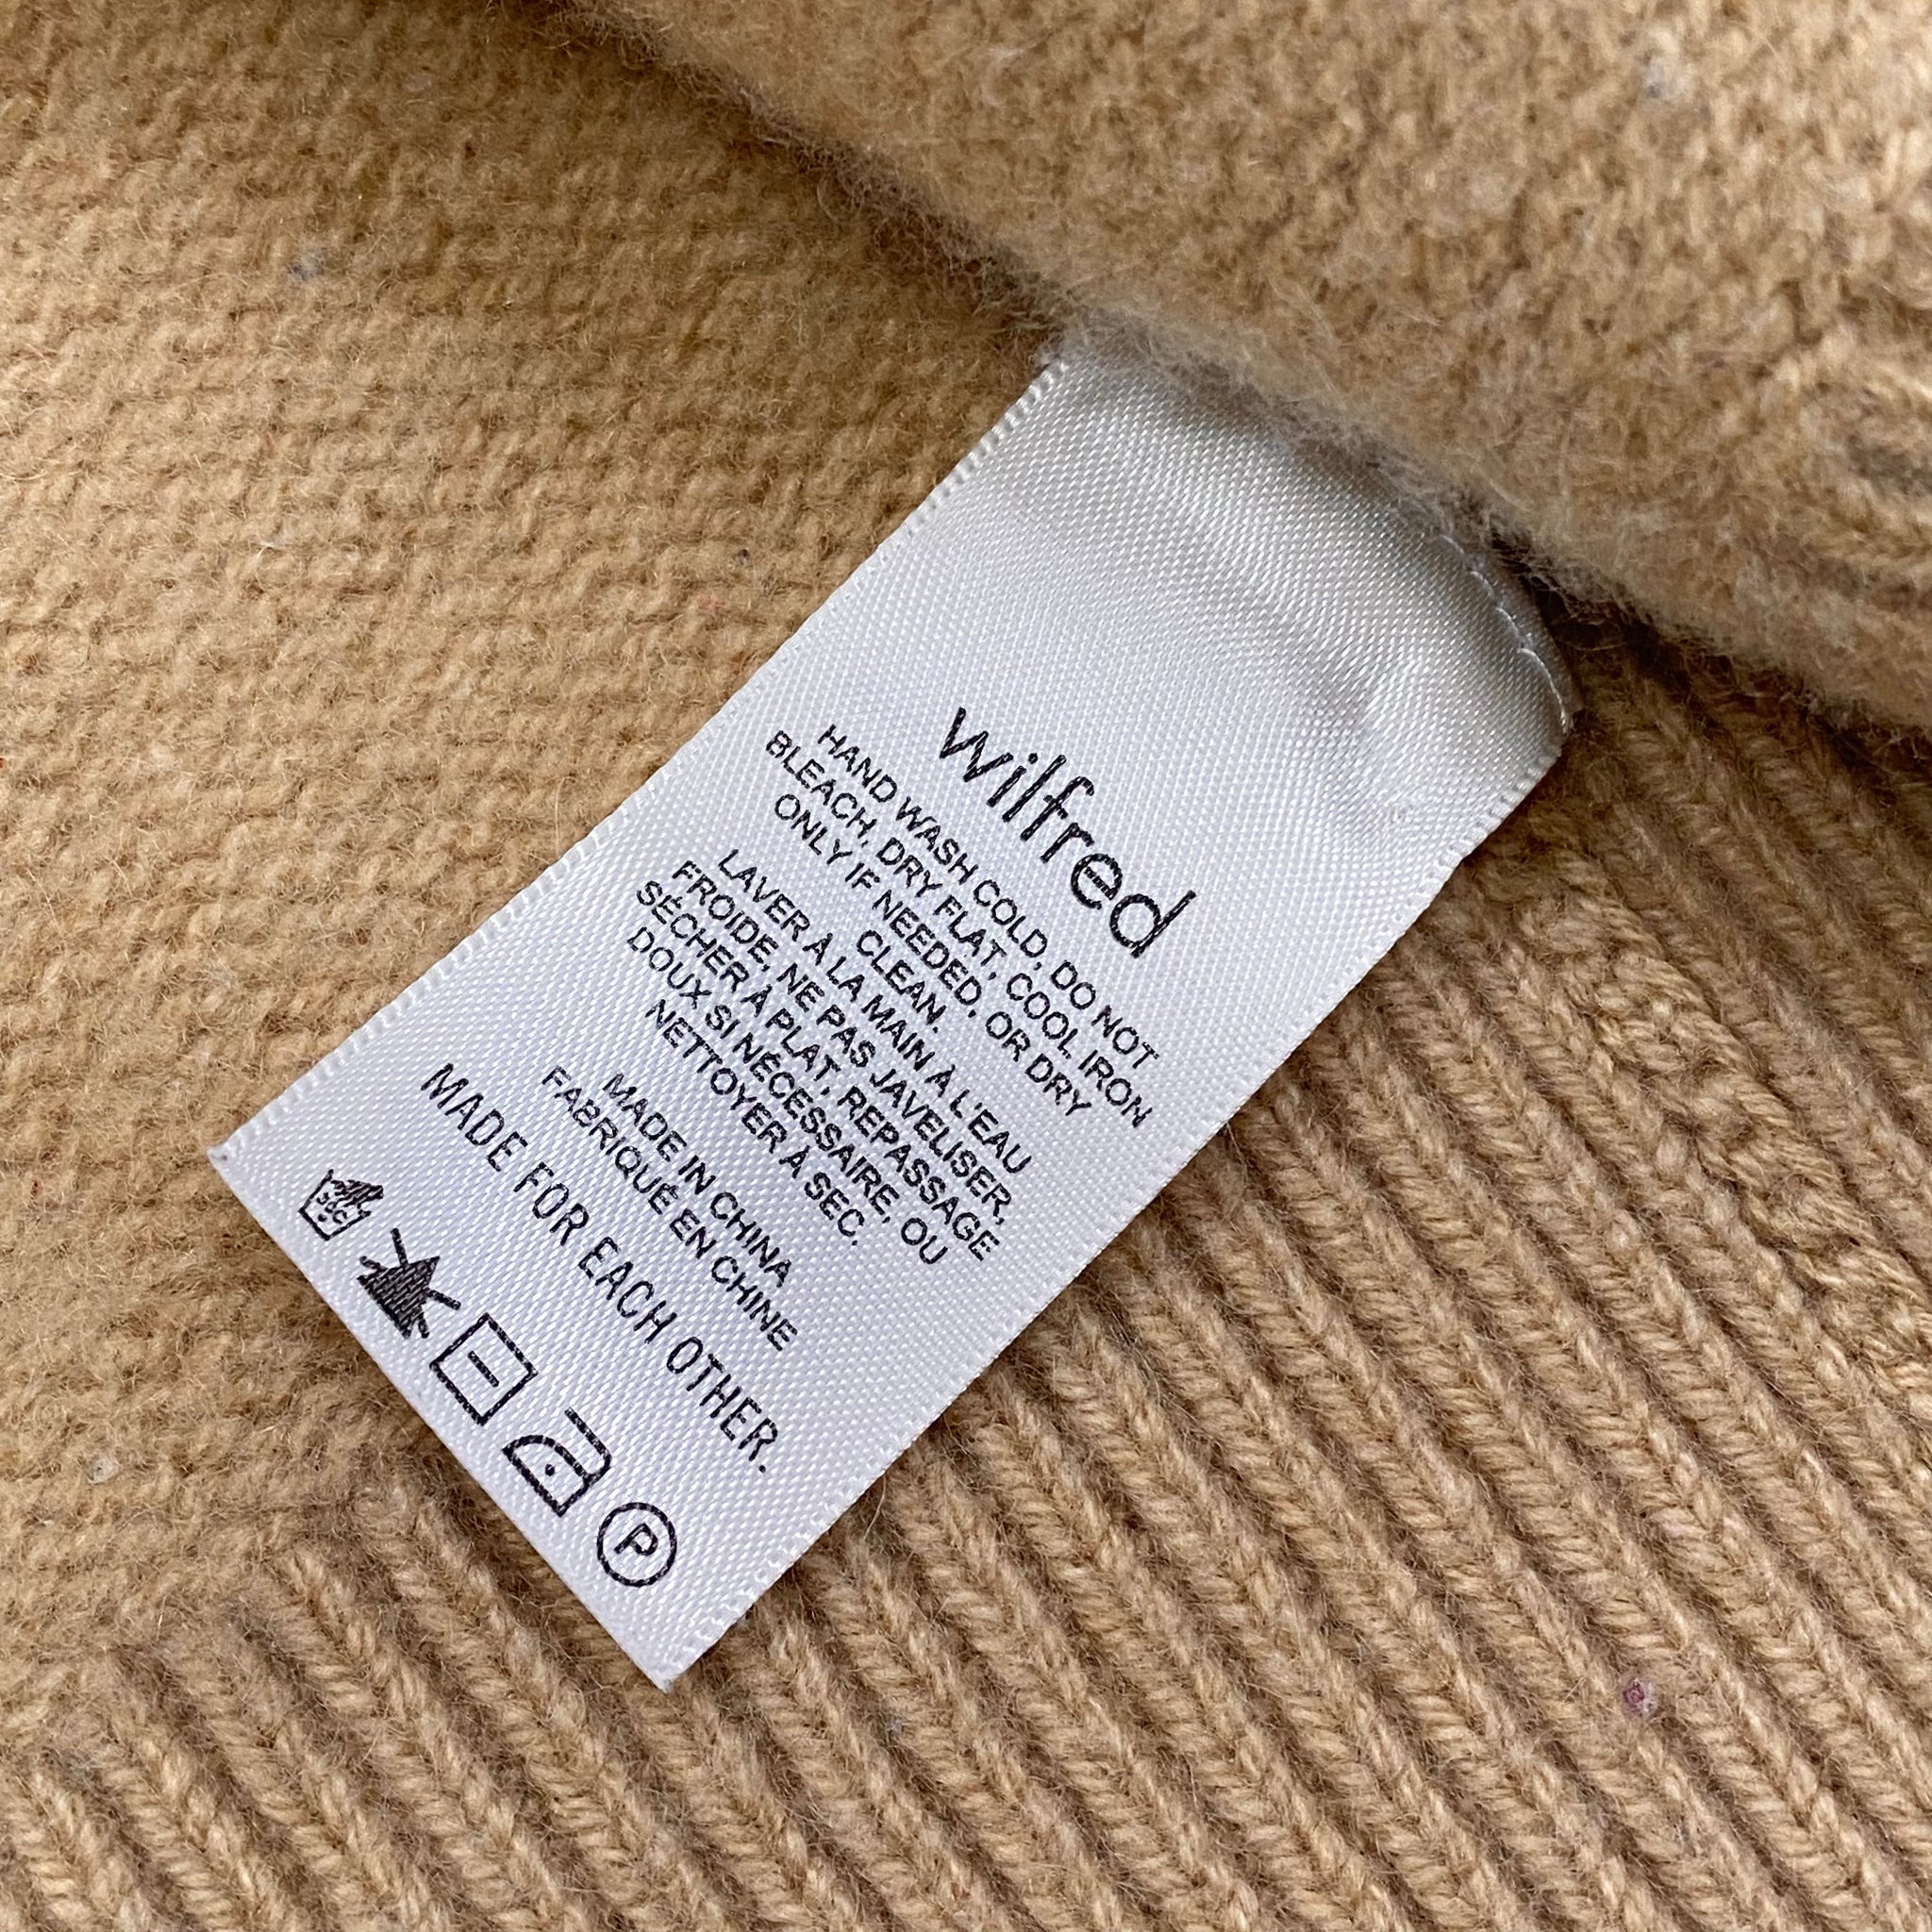 wilfred
HAND WASH COLD, DO NOT
BLEACH, DRY FLAT, COOL IRON
ONLY IF NEEDED, OR DRY
CLEAN.
LAVER À LA MAIN À L'EAU
FROIDE, NE PAS JAVELISER,
SÉCHER À PLAT, REPASSAGE
DOUX SI NÉCESSAIRE, OU
NETTOYER À SEC.
MADE IN CHINA
FABRIQUÉ EN CHINE
MADE FOR EACH OTHER.
P